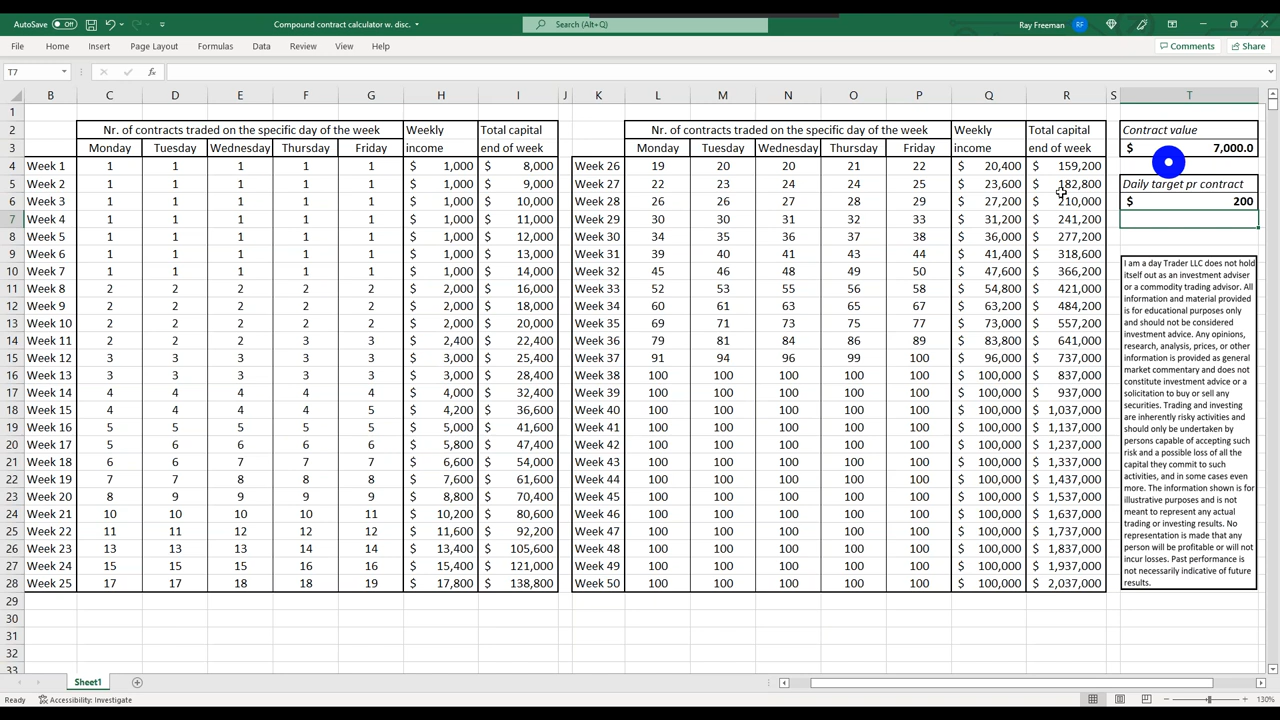 AutoSave Off Compound contract calculator w. disc. Search (Alt+Q) Ray Freeman RF
File Home Insert Page Layout Formulas Data Review View Help Comments Share
T7 fx
B C D E F G H I J K L M N O P Q R S T
1
2 Nr. of contracts traded on the specific day of the week Weekly Total capital Nr. of contracts traded on the specific day of the week Weekly Total capital Contract value
3 Monday Tuesday Wednesday Thursday Friday income end of week Monday Tuesday Wednesday Thursday Friday income end of week $ 7,000.0
4 Week 1 1 1 1 1 1 $ 1,000 $ 8,000 Week 26 19 20 20 21 22 $ 20,400 $ 159,200
5 Week 2 1 1 1 1 1 $ 1,000 $ 9,000 Week 27 22 23 24 24 25 $ 23,600 $ 182,800 Daily target pr contract
6 Week 3 1 1 1 1 1 $ 1,000 $ 10,000 Week 28 26 26 27 28 29 $ 27,200 $ 210,000 $ 200
7 Week 4 1 1 1 1 1 $ 1,000 $ 11,000 Week 29 30 30 31 32 33 $ 31,200 $ 241,200
8 Week 5 1 1 1 1 1 $ 1,000 $ 12,000 Week 30 34 35 36 37 38 $ 36,000 $ 277,200
9 Week 6 1 1 1 1 1 $ 1,000 $ 13,000 Week 31 39 40 41 43 44 $ 41,400 $ 318,600
10 Week 7 1 1 1 1 1 $ 1,000 $ 14,000 Week 32 45 46 48 49 50 $ 47,600 $ 366,200
11 Week 8 2 2 2 2 2 $ 2,000 $ 16,000 Week 33 52 53 55 56 58 $ 54,800 $ 421,000
12 Week 9 2 2 2 2 2 $ 2,000 $ 18,000 Week 34 60 61 63 65 67 $ 63,200 $ 484,200
13 Week 10 2 2 2 2 2 $ 2,000 $ 20,000 Week 35 69 71 73 75 77 $ 73,000 $ 557,200
14 Week 11 2 2 2 3 3 $ 2,400 $ 22,400 Week 36 79 81 84 86 89 $ 83,800 $ 641,000
15 Week 12 3 3 3 3 3 $ 3,000 $ 25,400 Week 37 91 94 96 99 100 $ 96,000 $ 737,000
16 Week 13 3 3 3 3 3 $ 3,000 $ 28,400 Week 38 100 100 100 100 100 $ 100,000 $ 837,000
17 Week 14 4 4 4 4 4 $ 4,000 $ 32,400 Week 39 100 100 100 100 100 $ 100,000 $ 937,000
18 Week 15 4 4 4 4 5 $ 4,200 $ 36,600 Week 40 100 100 100 100 100 $ 100,000 $ 1,037,000
19 Week 16 5 5 5 5 5 $ 5,000 $ 41,600 Week 41 100 100 100 100 100 $ 100,000 $ 1,137,000
20 Week 17 5 6 6 6 6 $ 5,800 $ 47,400 Week 42 100 100 100 100 100 $ 100,000 $ 1,237,000
21 Week 18 6 6 7 7 7 $ 6,600 $ 54,000 Week 43 100 100 100 100 100 $ 100,000 $ 1,337,000
22 Week 19 7 7 8 8 8 $ 7,600 $ 61,600 Week 44 100 100 100 100 100 $ 100,000 $ 1,437,000
23 Week 20 8 9 9 9 9 $ 8,800 $ 70,400 Week 45 100 100 100 100 100 $ 100,000 $ 1,537,000
24 Week 21 10 10 10 10 11 $ 10,200 $ 80,600 Week 46 100 100 100 100 100 $ 100,000 $ 1,637,000
25 Week 22 11 11 12 12 12 $ 11,600 $ 92,200 Week 47 100 100 100 100 100 $ 100,000 $ 1,737,000
26 Week 23 13 13 13 14 14 $ 13,400 $ 105,600 Week 48 100 100 100 100 100 $ 100,000 $ 1,837,000
27 Week 24 15 15 15 16 16 $ 15,400 $ 121,000 Week 49 100 100 100 100 100 $ 100,000 $ 1,937,000
28 Week 25 17 17 18 18 19 $ 17,800 $ 138,800 Week 50 100 100 100 100 100 $ 100,000 $ 2,037,000
I am a day Trader LLC does not hold
itself out as an investment adviser
or a commodity trading advisor. All
information and material provided
is for educational purposes only
and should not be considered
investment advice. Any opinions,
research, analysis, prices, or other
information is provided as general
market commentary and does not
constitute investment advice or a
solicitation to buy or sell any
securities. Trading and investing
are inherently risky activities and
should only be undertaken by
persons capable of accepting such
risk and a possible loss of all the
capital they commit to such
activities, and in some cases even
more. The information shown is for
illustrative purposes and is not
meant to represent any actual
trading or investing results. No
representation is made that any
person will be profitable or will not
incur losses. Past performance is
not necessarily indicative of future
results.
29
30
31
32
33
Sheet1
Ready Accessibility: Investigate 130%